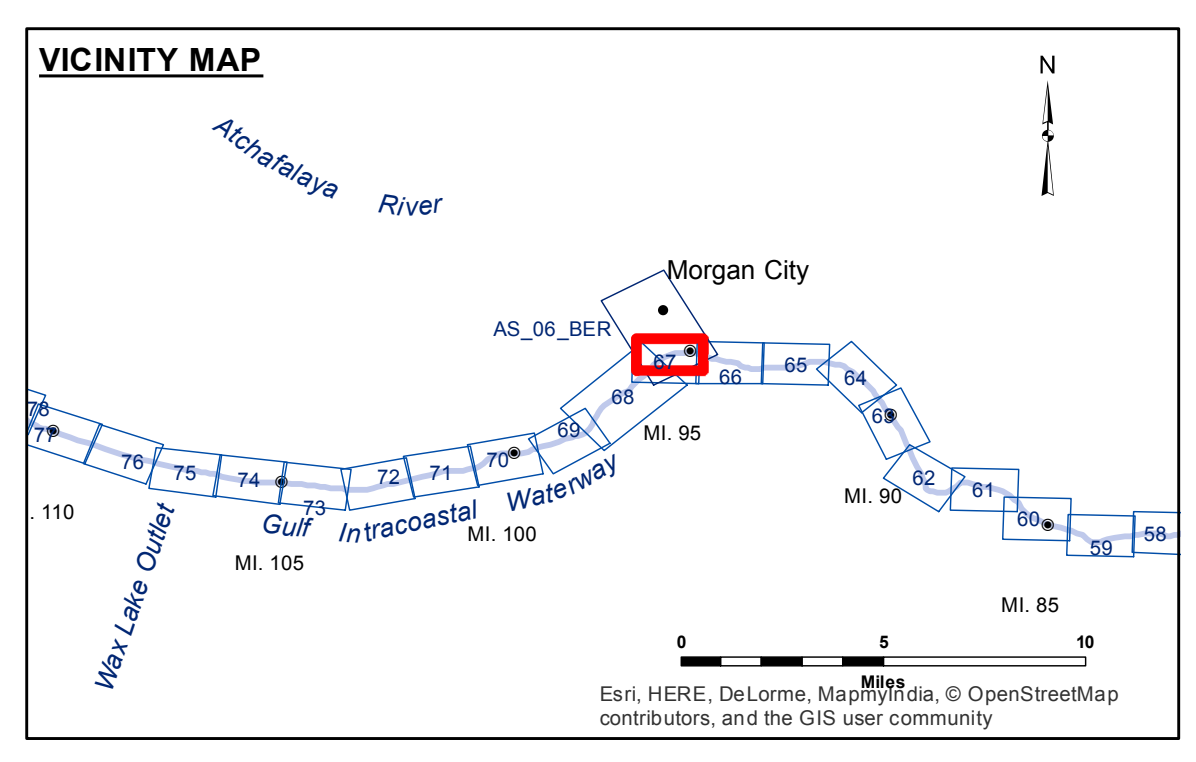 VICINITY MAP
N
Atchafalaya
River
Morgan City
AS_06_BER
67
66
65
64
63
62
61
60
59
58
68
69
70
71
72
73
74
75
76
77
78
MI. 95
MI. 90
MI. 85
MI. 100
MI. 105
. 110
Gulf Intracoastal Waterway
Wax Lake Outlet
0 5 10
Miles
Esri, HERE, DeLorme, MapmyIndia, © OpenStreetMap
contributors, and the GIS user community